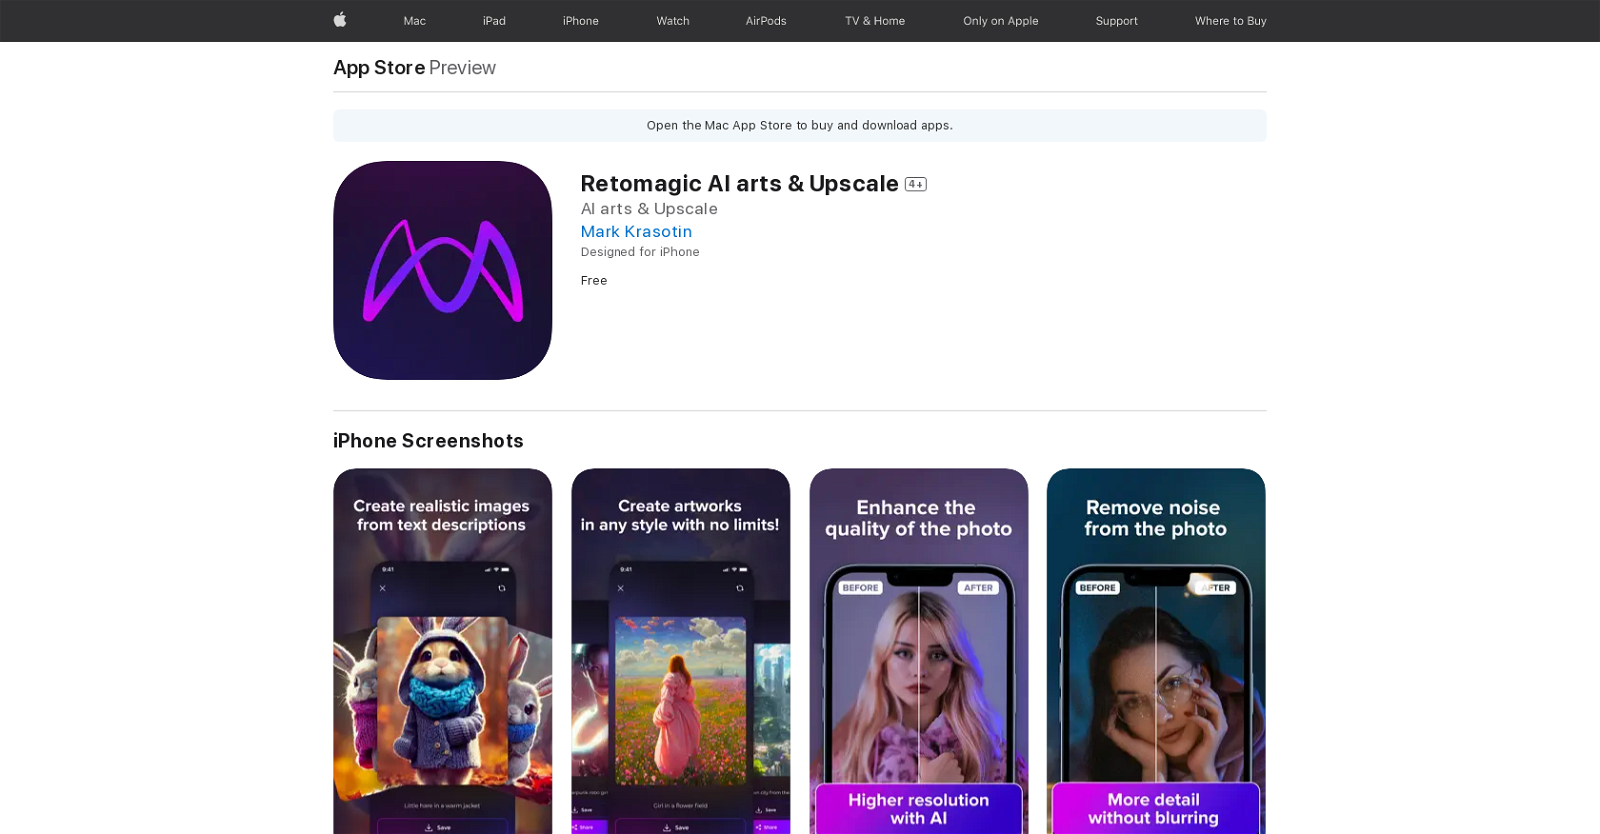 Mac iPad iPhone Watch AirPods TV & Home Only on Apple Support Where to Buy
App Store Preview
Open the Mac App Store to buy and download apps.
Retomagic AI arts & Upscale 4+
AI arts & Upscale
Mark Krasotin
Designed for iPhone
Free
iPhone Screenshots
Create realistic images
from text descriptions
9:41
Little hare in a warm jacket
Save
Create artworks
in any style with no limits!
9:41
Girl in a flower field
Save
Save
Share
Save
Share
Enhance the
quality of the photo
BEFORE AFTER
Higher resolution
with AI
Remove noise
from the photo
BEFORE AFTER
More detail
without blurring